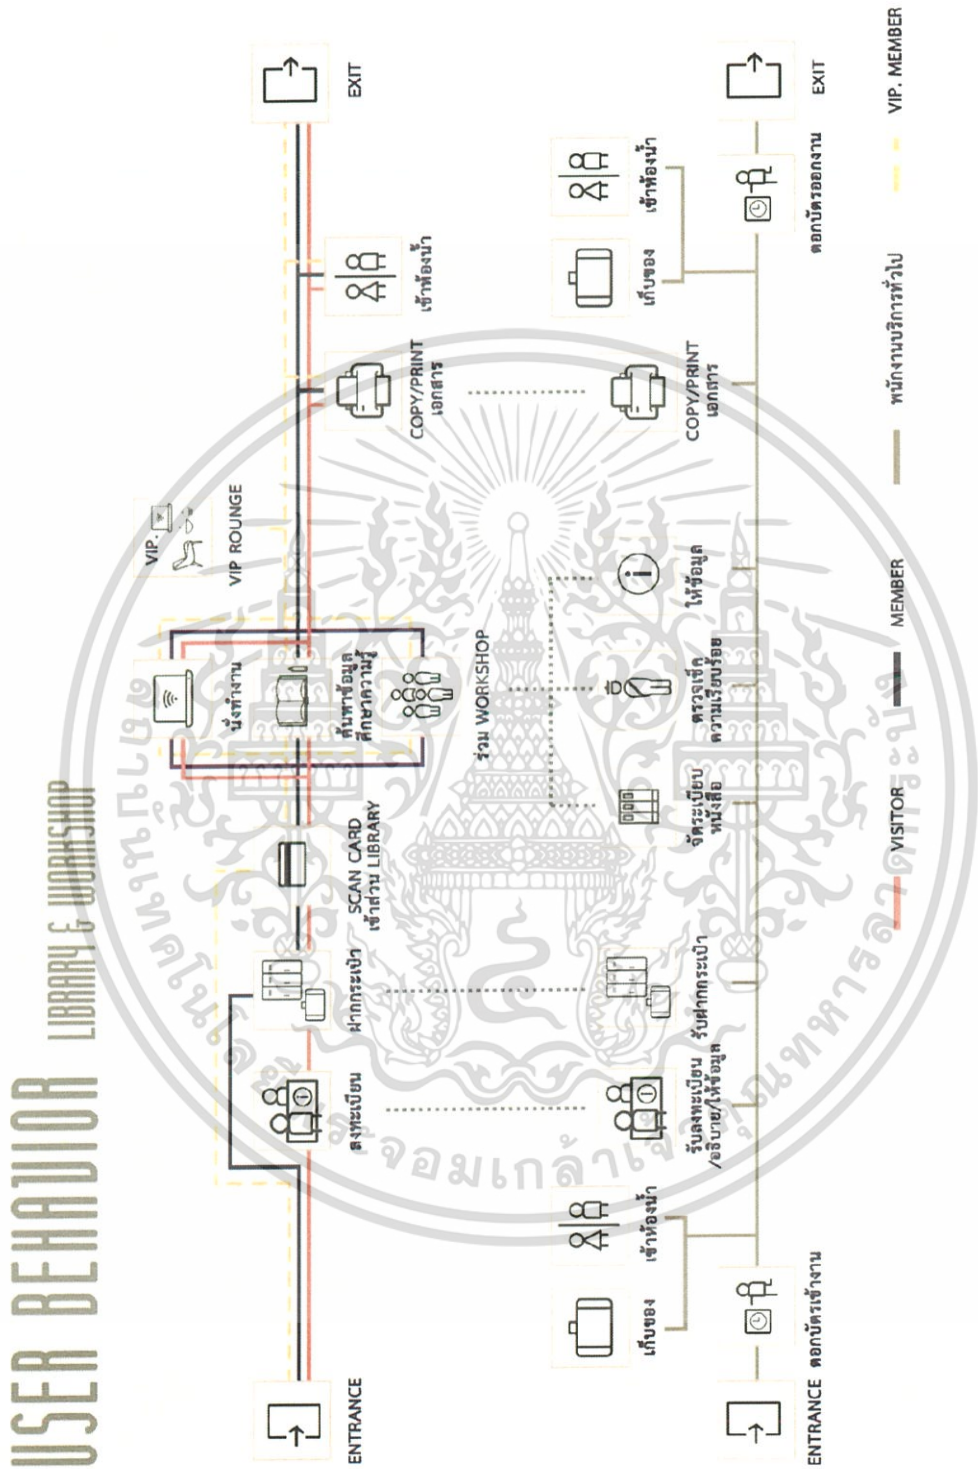 USER BEHAVIOR LIBRARY & WORKSHOP
VIP.
VIP ROUNGE
นั่งทำงาน
ค้นหาข้อมูล
ศึกษาความรู้
ENTRANCE
ลงทะเบียน
ฝากกระเป๋า
SCAN CARD
เข้าส่วน LIBRARY
ร่วม WORKSHOP
COPY/PRINT
เอกสาร
เข้าห้องน้ำ
EXIT
เก็บของ
เข้าห้องน้ำ
รับลงทะเบียน
/อธิบาย/ให้ข้อมูล
รับฝากกระเป๋า
จัดระเบียบ
หนังสือ
ตรวจเช็ค
ความเรียบร้อย
ให้ข้อมูล
COPY/PRINT
เอกสาร
เก็บของ
เข้าห้องน้ำ
ENTRANCE
ตอกบัตรเข้างาน
ตอกบัตรออกงาน
EXIT
VISITOR
MEMBER
พนักงานบริการทั่วไป
VIP. MEMBER